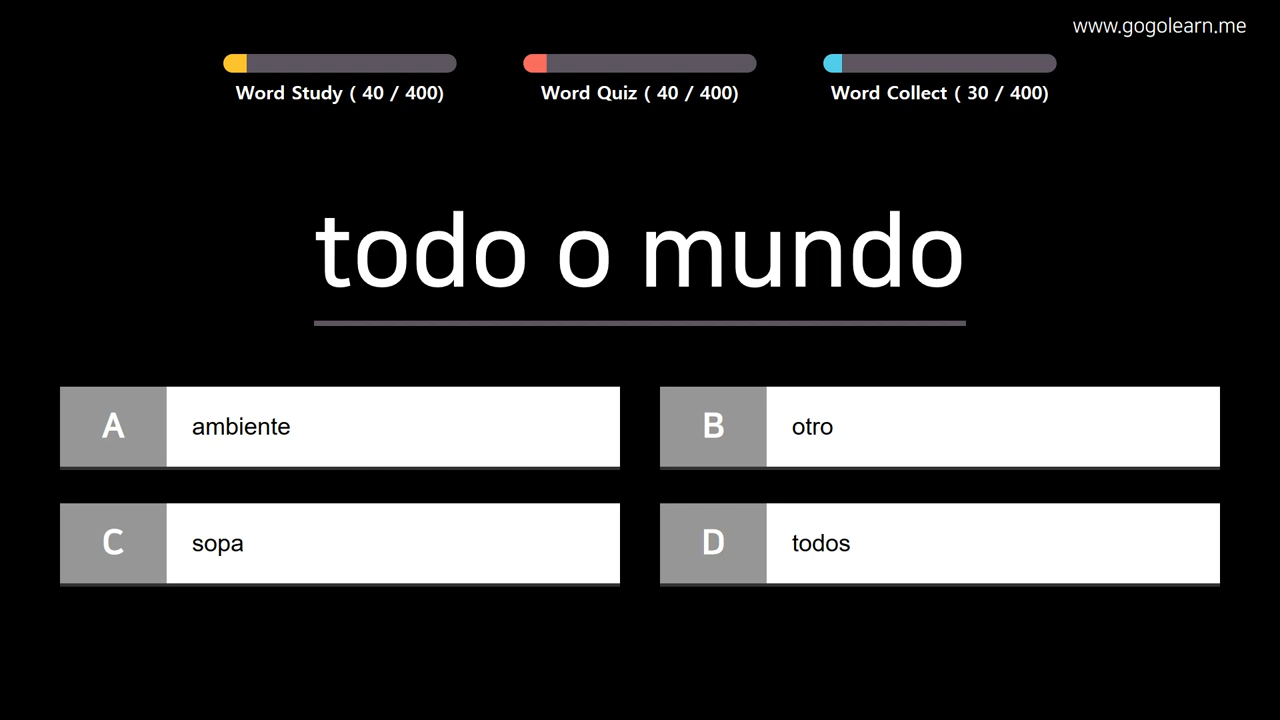 www.gogolearn.me
Word Study ( 40 / 400)
Word Quiz ( 40 / 400)
Word Collect ( 30 / 400)
todo o mundo
A ambiente
B otro
C sopa
D todos